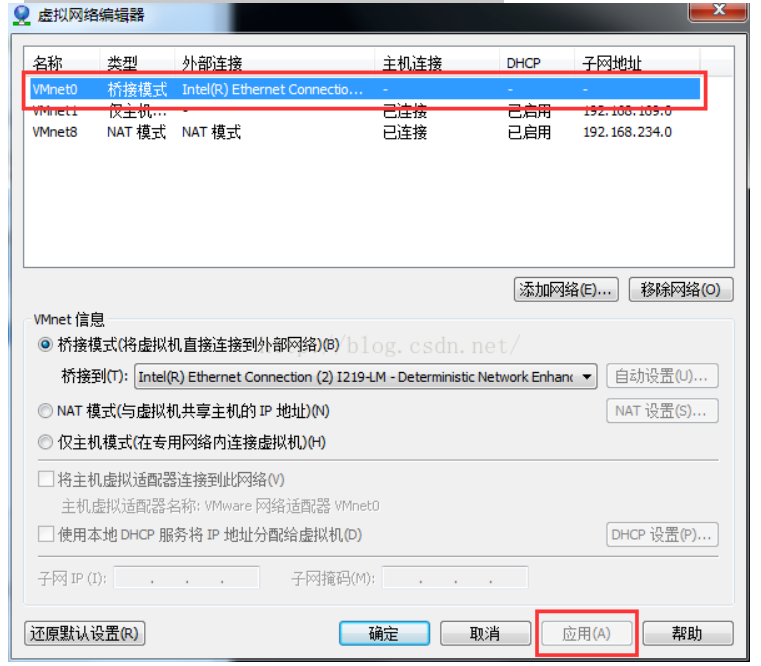 虚拟网络编辑器
名称 类型 外部连接 主机连接 DHCP 子网地址
VMnet0 桥接模式 Intel(R) Ethernet Connectio... - - -
VMnet1 仅主机... - 已连接 已启用 192.168.169.0
VMnet8 NAT 模式 NAT 模式 已连接 已启用 192.168.234.0
添加网络(E)... 移除网络(O)
VMnet 信息
桥接模式(将虚拟机直接连接到外部网络)(B)
http://blog.csdn.net/
桥接到(T): Intel(R) Ethernet Connection (2) I219-LM - Deterministic Network Enhanc 自动设置(U)...
NAT 模式(与虚拟机共享主机的 IP 地址)(N) NAT 设置(S)...
仅主机模式(在专用网络内连接虚拟机)(H)
将主机虚拟适配器连接到此网络(V)
主机虚拟适配器名称: VMware 网络适配器 VMnet0
使用本地 DHCP 服务将 IP 地址分配给虚拟机(D) DHCP 设置(P)...
子网 IP (I): . . . 子网掩码(M): . . .
还原默认设置(R) 确定 取消 应用(A) 帮助